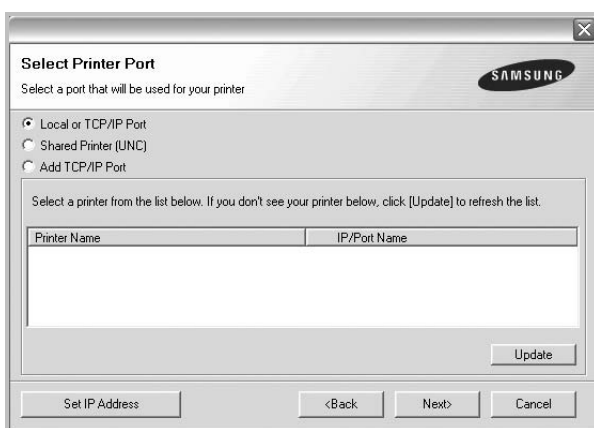 Select Printer Port
Select a port that will be used for your printer
SAMSUNG
Local or TCP/IP Port
Shared Printer (UNC)
Add TCP/IP Port
Select a printer from the list below. If you don't see your printer below, click [Update] to refresh the list.
Printer Name IP/Port Name
Update
Set IP Address <Back Next> Cancel